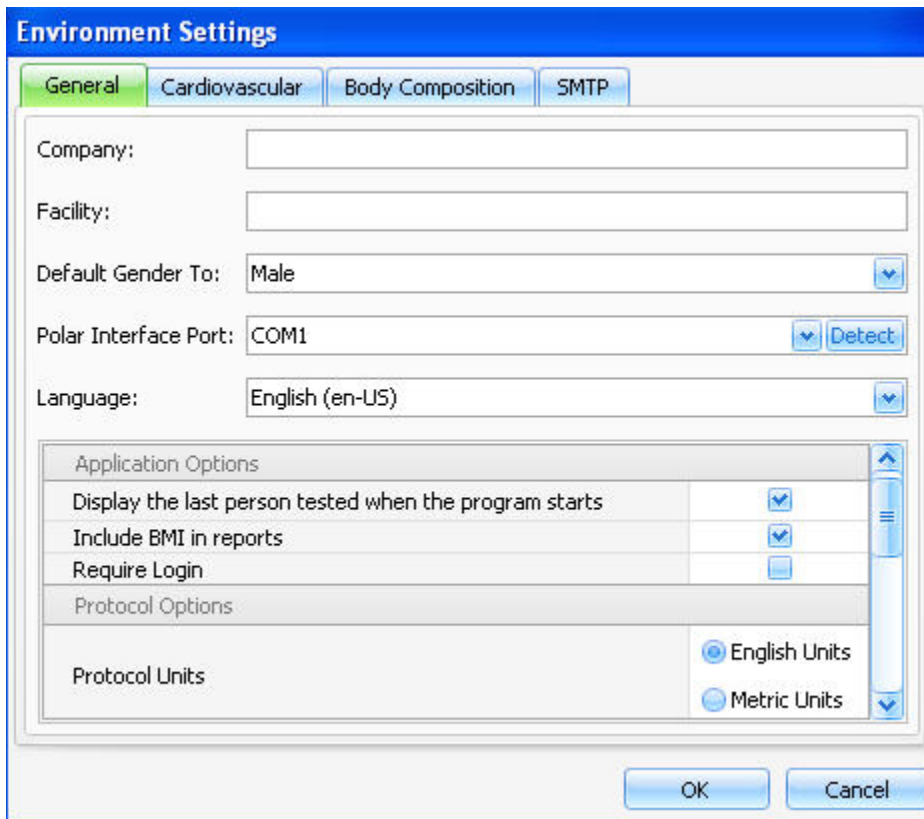 Environment Settings
General Cardiovascular Body Composition SMTP
Company:
Facility:
Default Gender To: Male
Polar Interface Port: COM1 Detect
Language: English (en-US)
Application Options
Display the last person tested when the program starts
Include BMI in reports
Require Login
Protocol Options
Protocol Units
English Units
Metric Units
OK Cancel